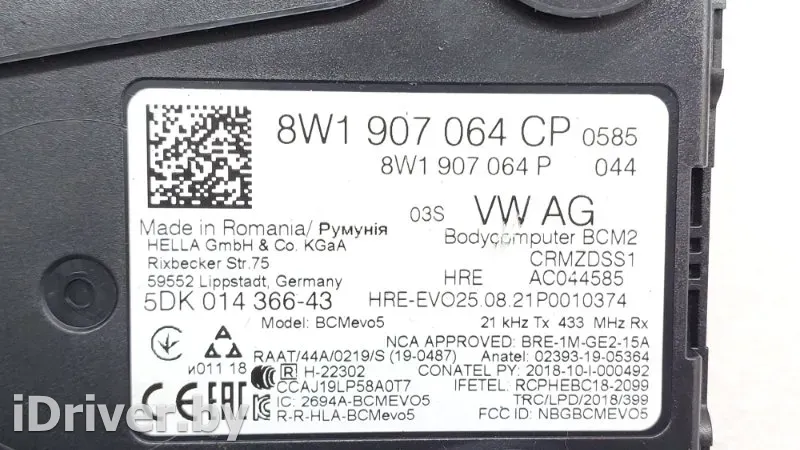 8W1 907 064 CP 0585
8W1 907 064 P 044
03S VW AG
Made in Romania/ Румунія
HELLA GmbH & Co. KGaA
Bodycomputer BCM2
Rixbecker Str.75
CRMZDSS1
59552 Lippstadt, Germany
HRE AC044585
5DK 014 366-43 HRE-EVO25.08.21P0010374
Model: BCMevo5 21 kHz Tx 433 MHz Rx
NCA APPROVED: BRE-1M-GE2-15A
RAAT/44A/0219/S (19-0487) Anatel: 02393-19-05364
и011 18 R H-22302 CONATEL PY: 2018-10-I-000492
CCAJ19LP58A0T7 IFETEL: RCPHEBC18-2099
CE EAC IC: 2694A-BCMevo5 TRC/LPD/2018/399
R-R-HLA-BCMevo5 FCC ID: NBGBCMEVO5
iDriver.by